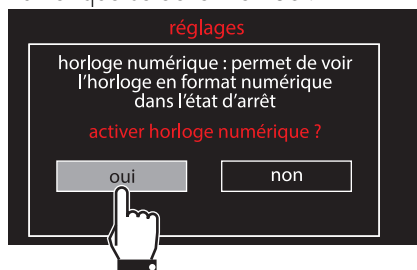 réglages
horloge numérique : permet de voir
l'horloge en format numérique
dans l'état d'arrêt
activer horloge numérique ?
oui
non